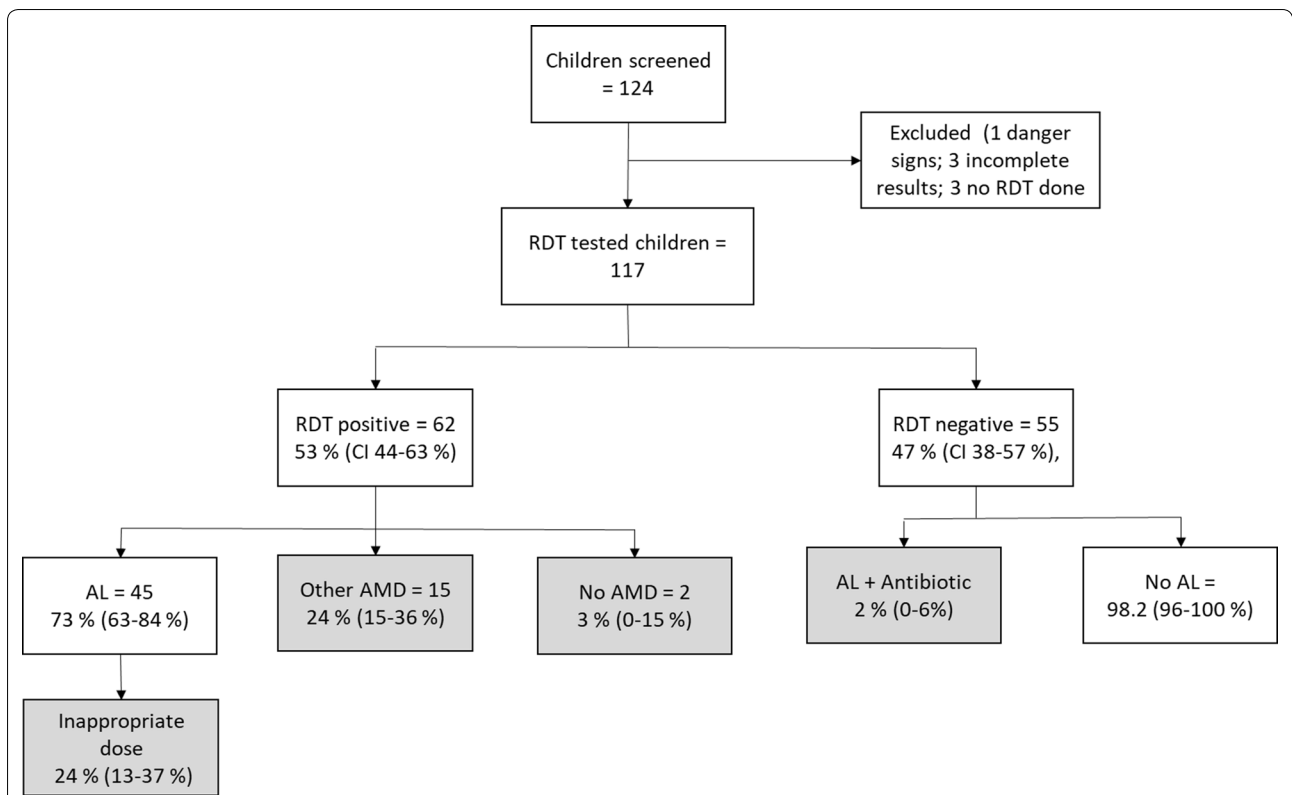 Children screened
= 124
Excluded (1 danger
signs; 3 incomplete
results; 3 no RDT done
RDT tested children =
117
RDT positive = 62
53 % (CI 44-63 %)
RDT negative = 55
47 % (CI 38-57 %),
AL = 45
73 % (63-84 %)
Other AMD = 15
24 % (15-36 %)
No AMD = 2
3 % (0-15 %)
AL + Antibiotic
2 % (0-6%)
No AL =
98.2 (96-100 %)
Inappropriate
dose
24 % (13-37 %)